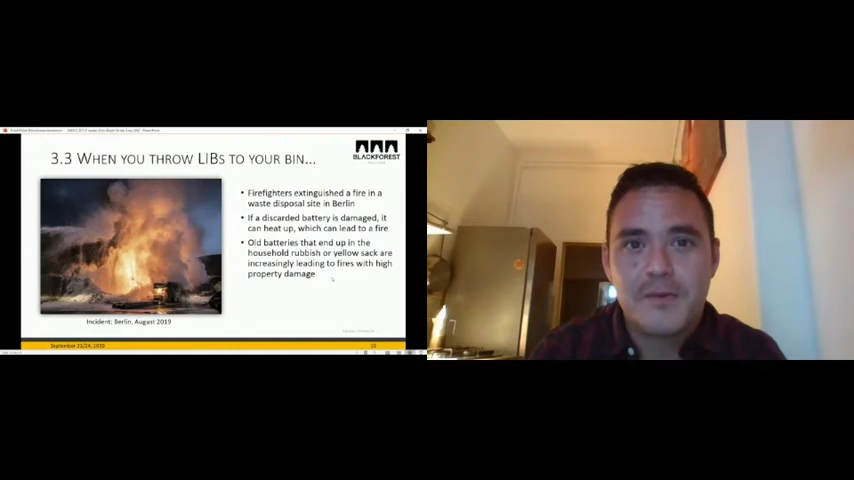 3.3 WHEN YOU THROW LIBS TO YOUR BIN...
BLACKFOREST
• Firefighters extinguished a fire in a
waste disposal site in Berlin
• If a discarded battery is damaged, it
can heat up, which can lead to a fire
• Old batteries that end up in the
household rubbish or yellow sack are
increasingly leading to fires with high
property damage
Incident: Berlin, August 2019
September 23/24, 2020